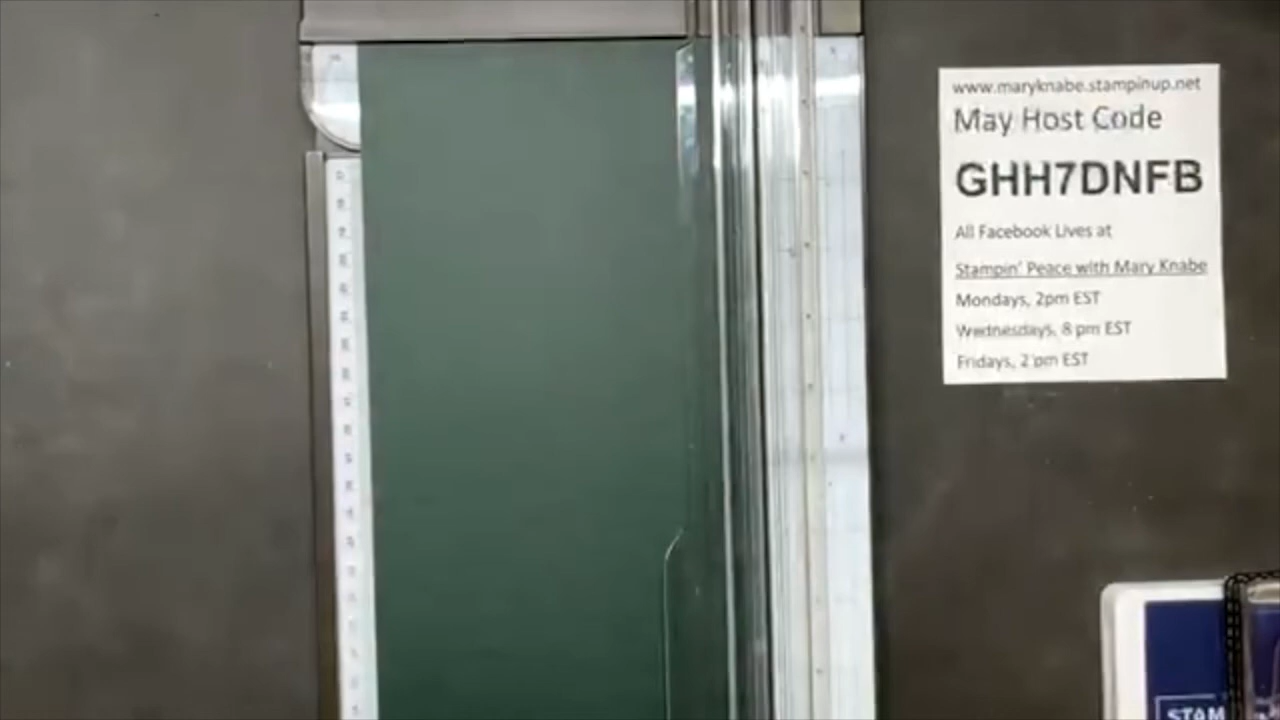 www.maryknabe.stampinup.net
May Host Code
GHH7DNFB
All Facebook Lives at
Stampin' Peace with Mary Knabe
Mondays, 2pm EST
Wednesdays, 8 pm EST
Fridays, 2 pm EST
STAM